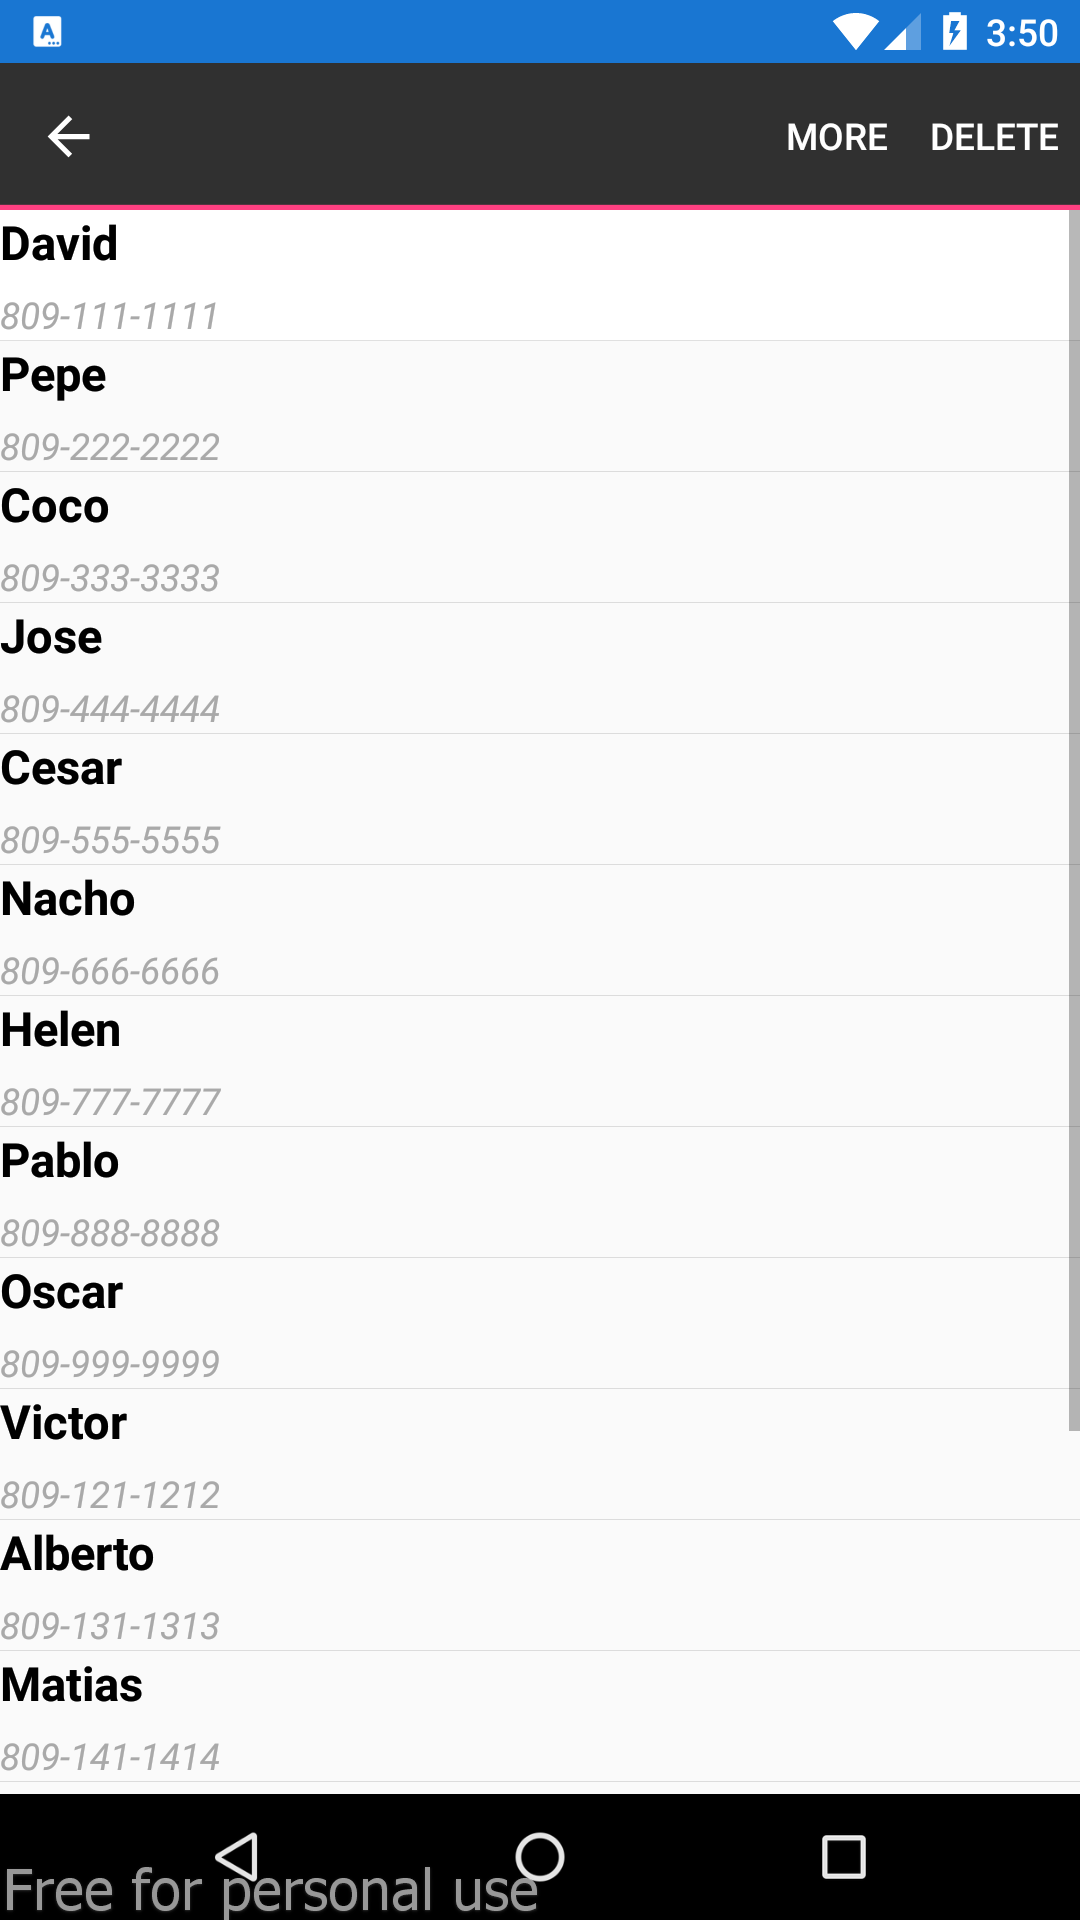 A
3:50
MORE DELETE
David
809-111-1111
Pepe
809-222-2222
Coco
809-333-3333
Jose
809-444-4444
Cesar
809-555-5555
Nacho
809-666-6666
Helen
809-777-7777
Pablo
809-888-8888
Oscar
809-999-9999
Victor
809-121-1212
Alberto
809-131-1313
Matias
809-141-1414
Free for personal use